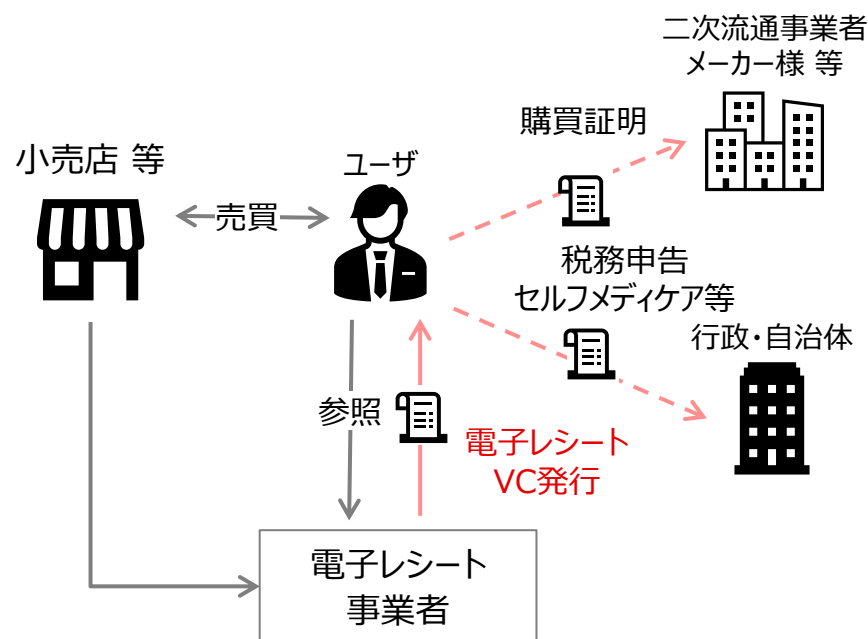 二次流通事業者
メーカー様 等
購買証明
小売店 等
ユーザ
売買
税務申告
セルフメディケア等
行政・自治体
参照
電子レシート
VC発行
電子レシート
事業者